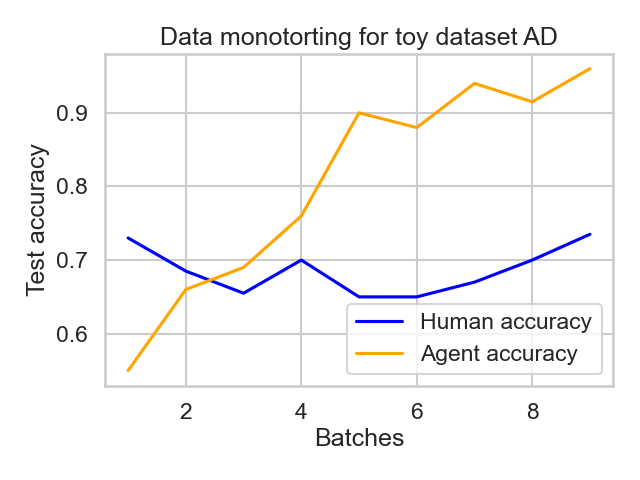 Data monotorting for toy dataset AD
Test accuracy
0.9
0.8
0.7
0.6
Human accuracy
Agent accuracy
2 4 6 8
Batches